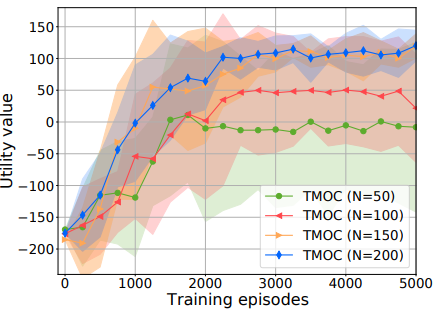 Utility value
150
100
50
0
−50
−100
−150
−200
TMOC (N=50)
TMOC (N=100)
TMOC (N=150)
TMOC (N=200)
0 1000 2000 3000 4000 5000
Training episodes